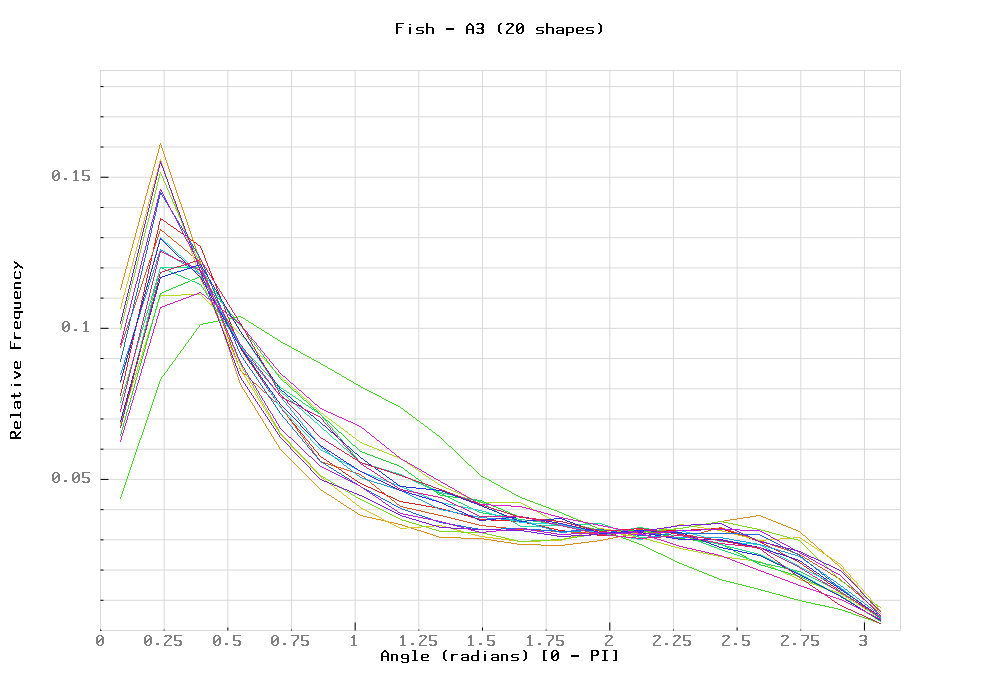 Fish - A3 (20 shapes)
Relative Frequency
0.15
0.1
0.05
0 0.25 0.5 0.75 1 1.25 1.5 1.75 2 2.25 2.5 2.75 3
Angle (radians) [0 - PI]